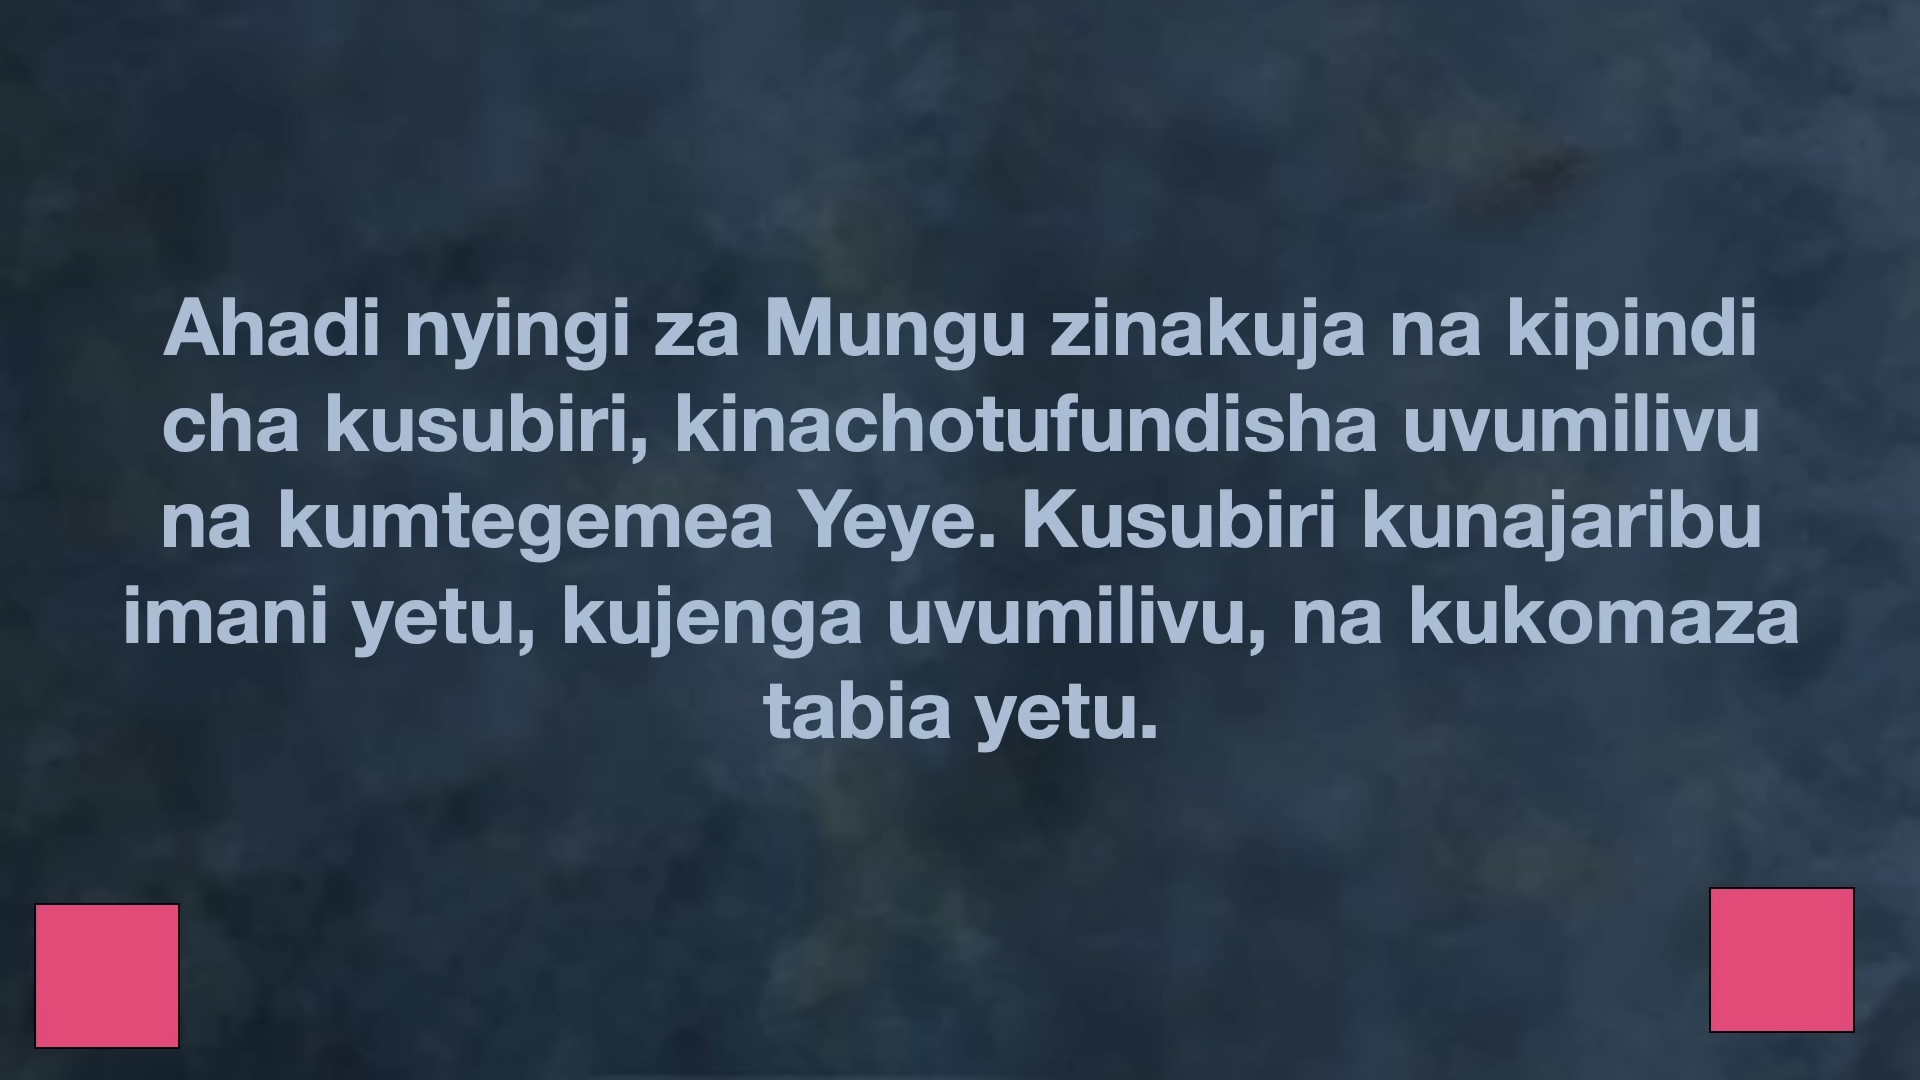 Ahadi nyingi za Mungu zinakuja na kipindi
cha kusubiri, kinachotufundisha uvumilivu
na kumtegemea Yeye. Kusubiri kunajaribu
imani yetu, kujenga uvumilivu, na kukomaza
tabia yetu.